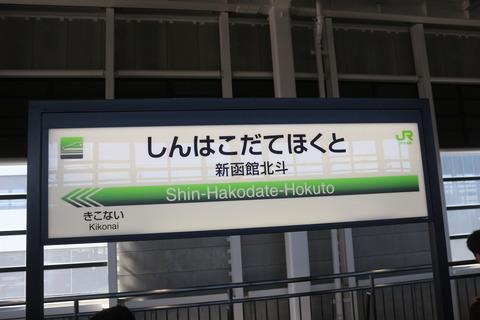 しんはこだてほくと
新函館北斗
JR
Shin-Hakodate-Hokuto
きこない
Kikonai